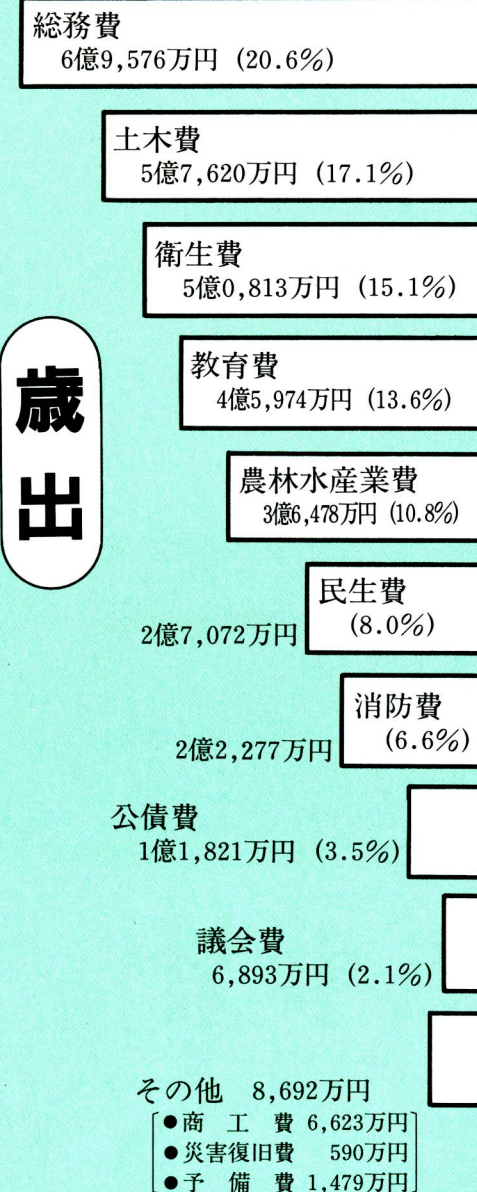 総務費
6億9,576万円 (20.6%)
土木費
5億7,620万円 (17.1%)
衛生費
5億0,813万円 (15.1%)
歳出
教育費
4億5,974万円 (13.6%)
農林水産業費
3億6,478万円 (10.8%)
民生費
2億7,072万円 (8.0%)
消防費
2億2,277万円 (6.6%)
公債費
1億1,821万円 (3.5%)
議会費
6,893万円 (2.1%)
その他 8,692万円
●商工費 6,623万円
●災害復旧費 590万円
●予備費 1,479万円